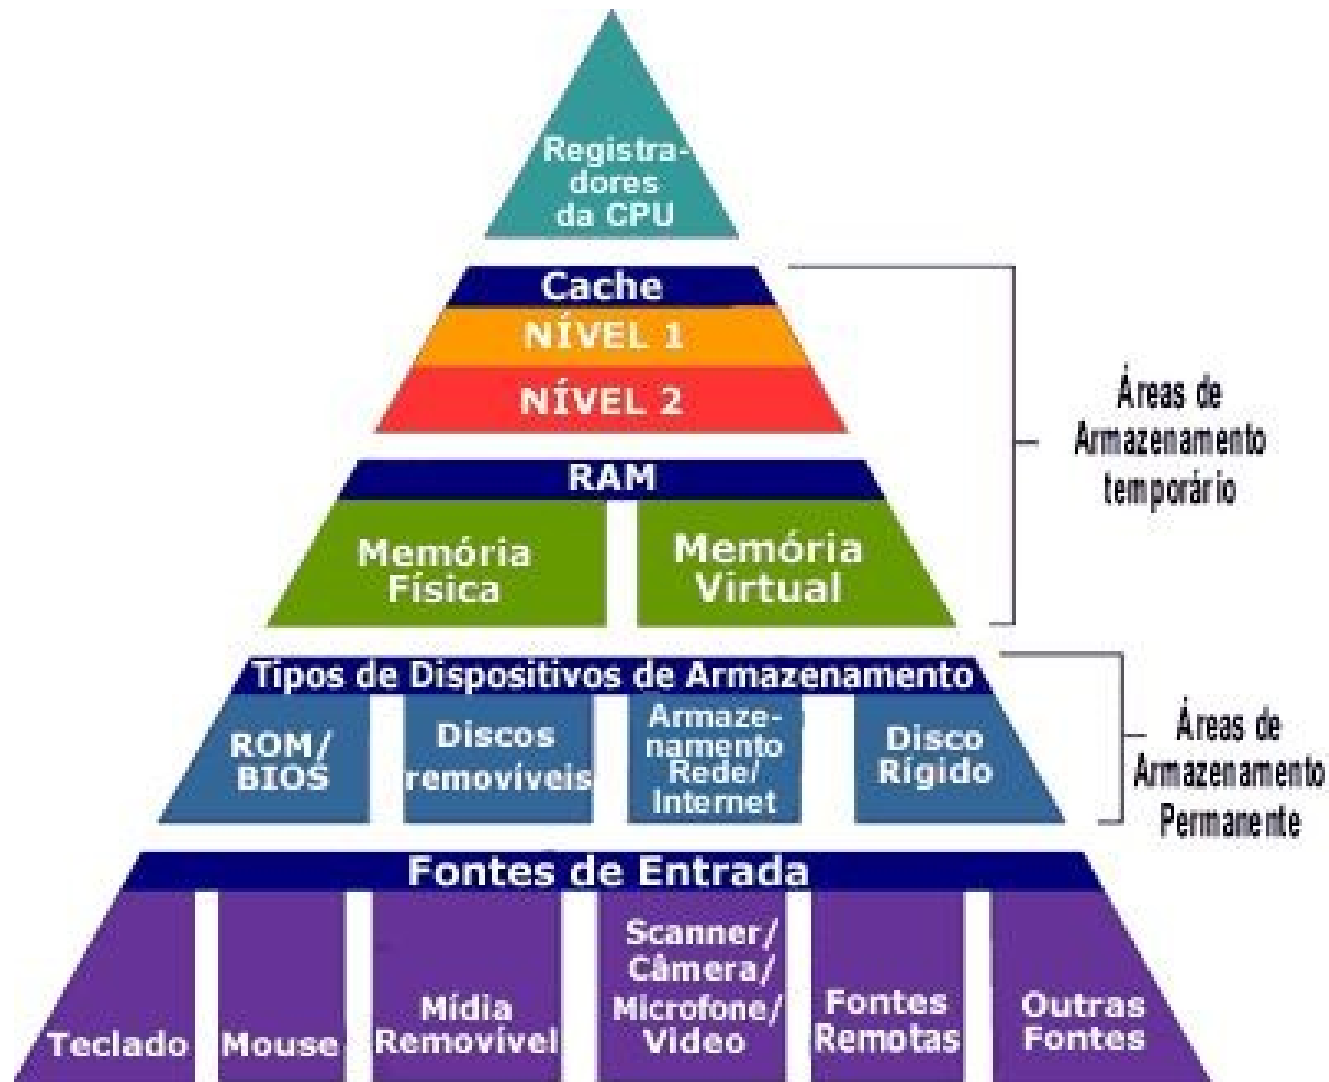 Registra-
dores
da CPU
Cache
NÍVEL 1
NÍVEL 2
Áreas de
Armazenamento
temporário
RAM
Memória
Física
Memória
Virtual
Tipos de Dispositivos de Armazenamento
ROM/
BIOS
Discos
removíveis
Armaze-
namento
Rede/
Internet
Disco
Rígido
Áreas de
Armazenamento
Permanente
Fontes de Entrada
Teclado
Mouse
Mídia
Removível
Scanner/
Câmera/
Microfone/
Video
Fontes
Remotas
Outras
Fontes